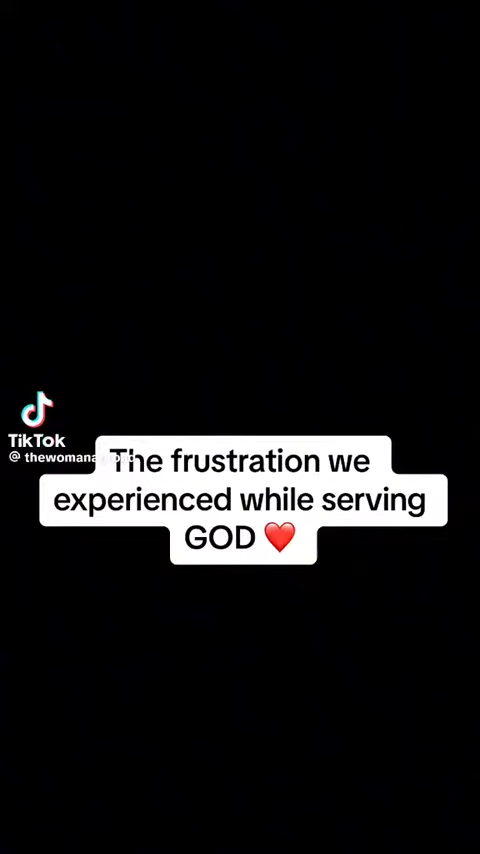 TikTok
The frustration we
experienced while serving
GOD ❤️